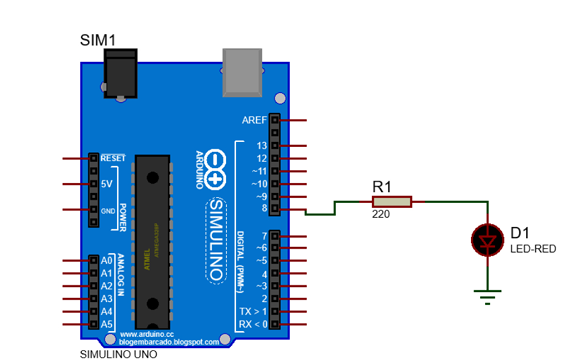 SIM1
AREF
RESET
13
12
~11
5V
ARDUINO
~10
~9
GND
POWER
SIMULINO
8
R1
220
ATMEL
ATMEGA328P
7
~6
D1
LED-RED
DIGITAL (PWM~)
~5
A0
ANALOG IN
4
A1
~3
A2
2
A3
TX > 1
A4
RX < 0
A5
www.arduino.cc
blogembarcado.blogspot.com
SIMULINO UNO